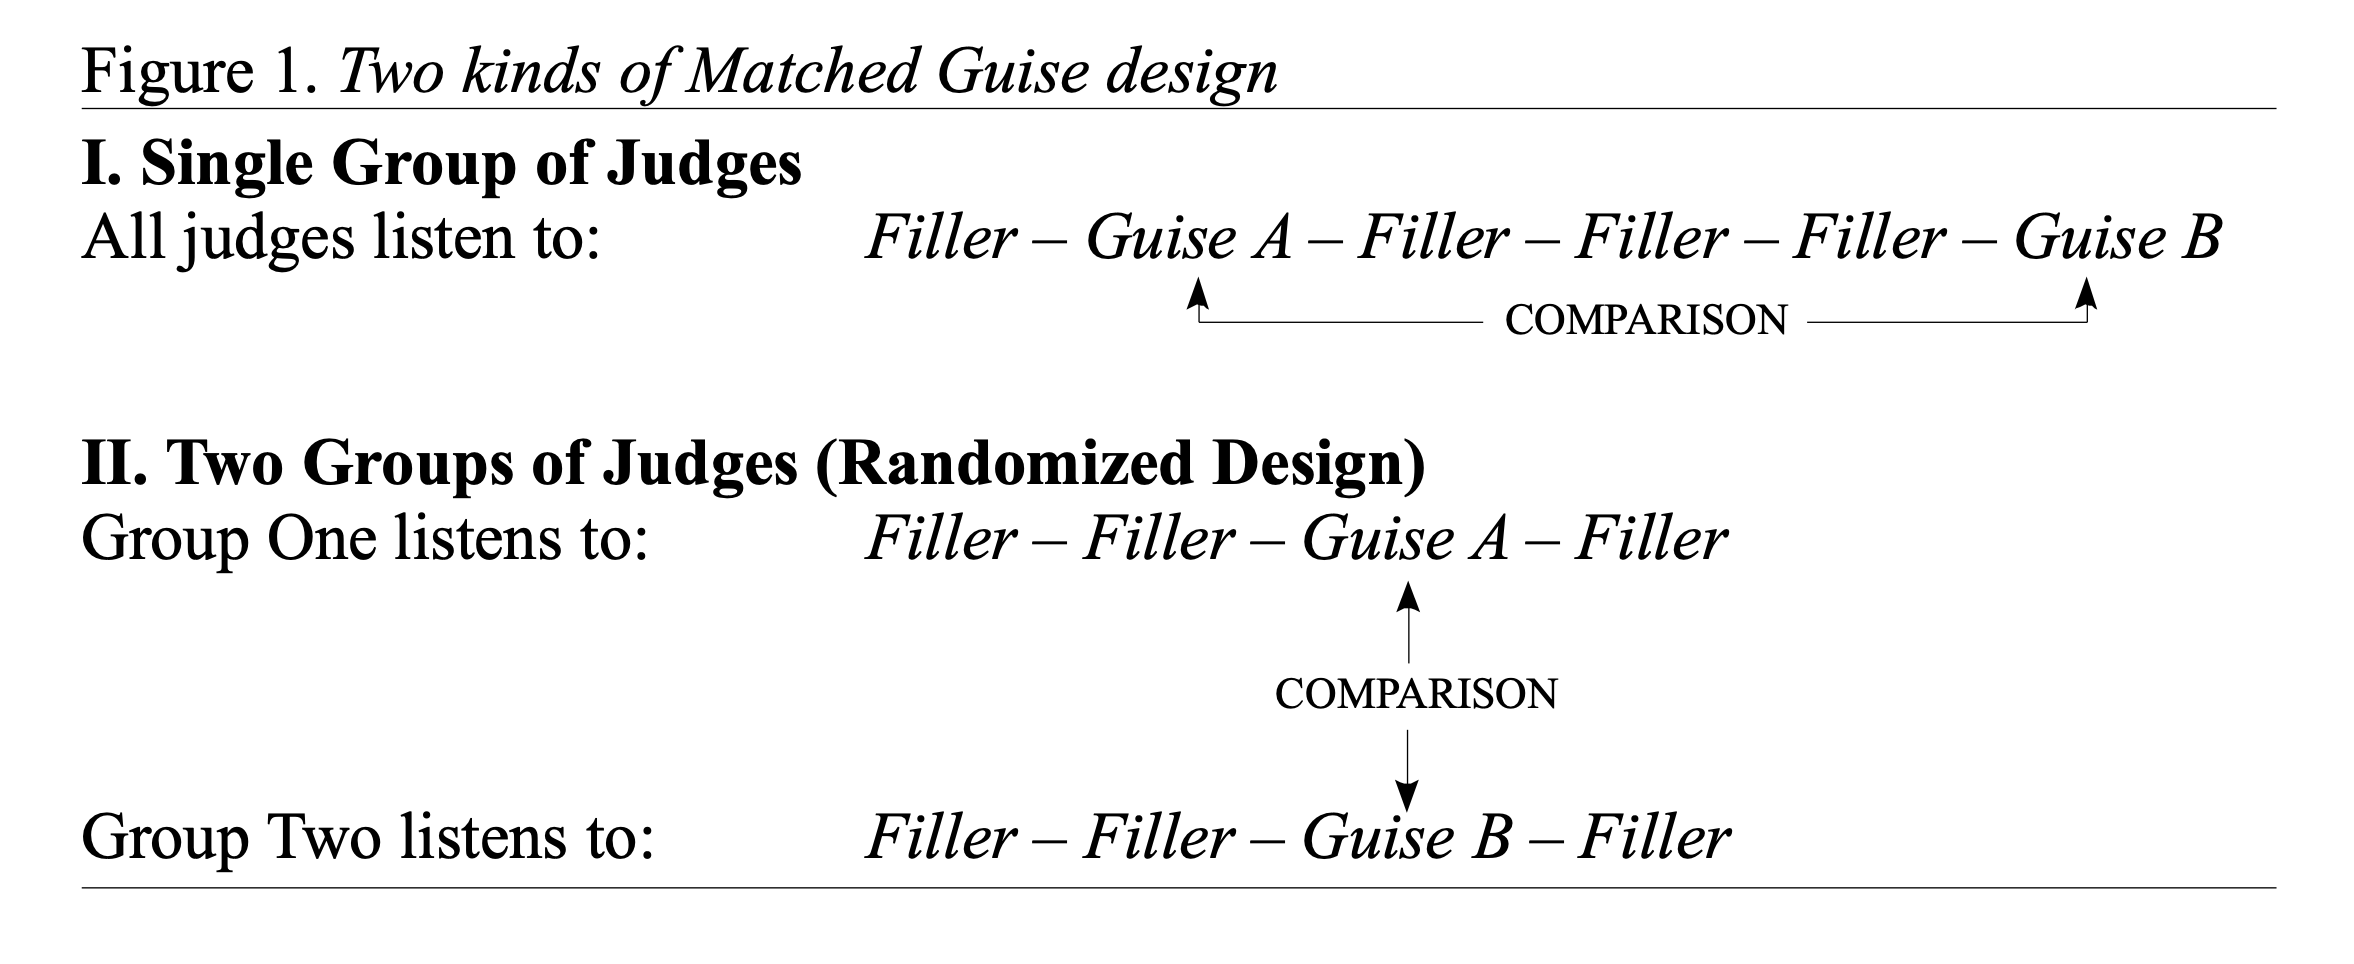 Figure 1. Two kinds of Matched Guise design
I. Single Group of Judges
All judges listen to: Filler – Guise A – Filler – Filler – Filler – Guise B
COMPARISON
II. Two Groups of Judges (Randomized Design)
Group One listens to: Filler – Filler – Guise A – Filler
COMPARISON
Group Two listens to: Filler – Filler – Guise B – Filler